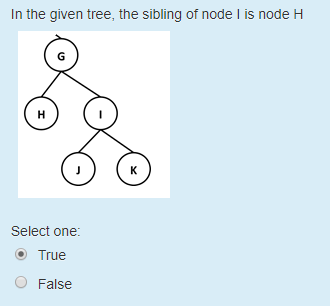 In the given tree, the sibling of node I is node H
G
H
I
J
K
Select one:
True
False